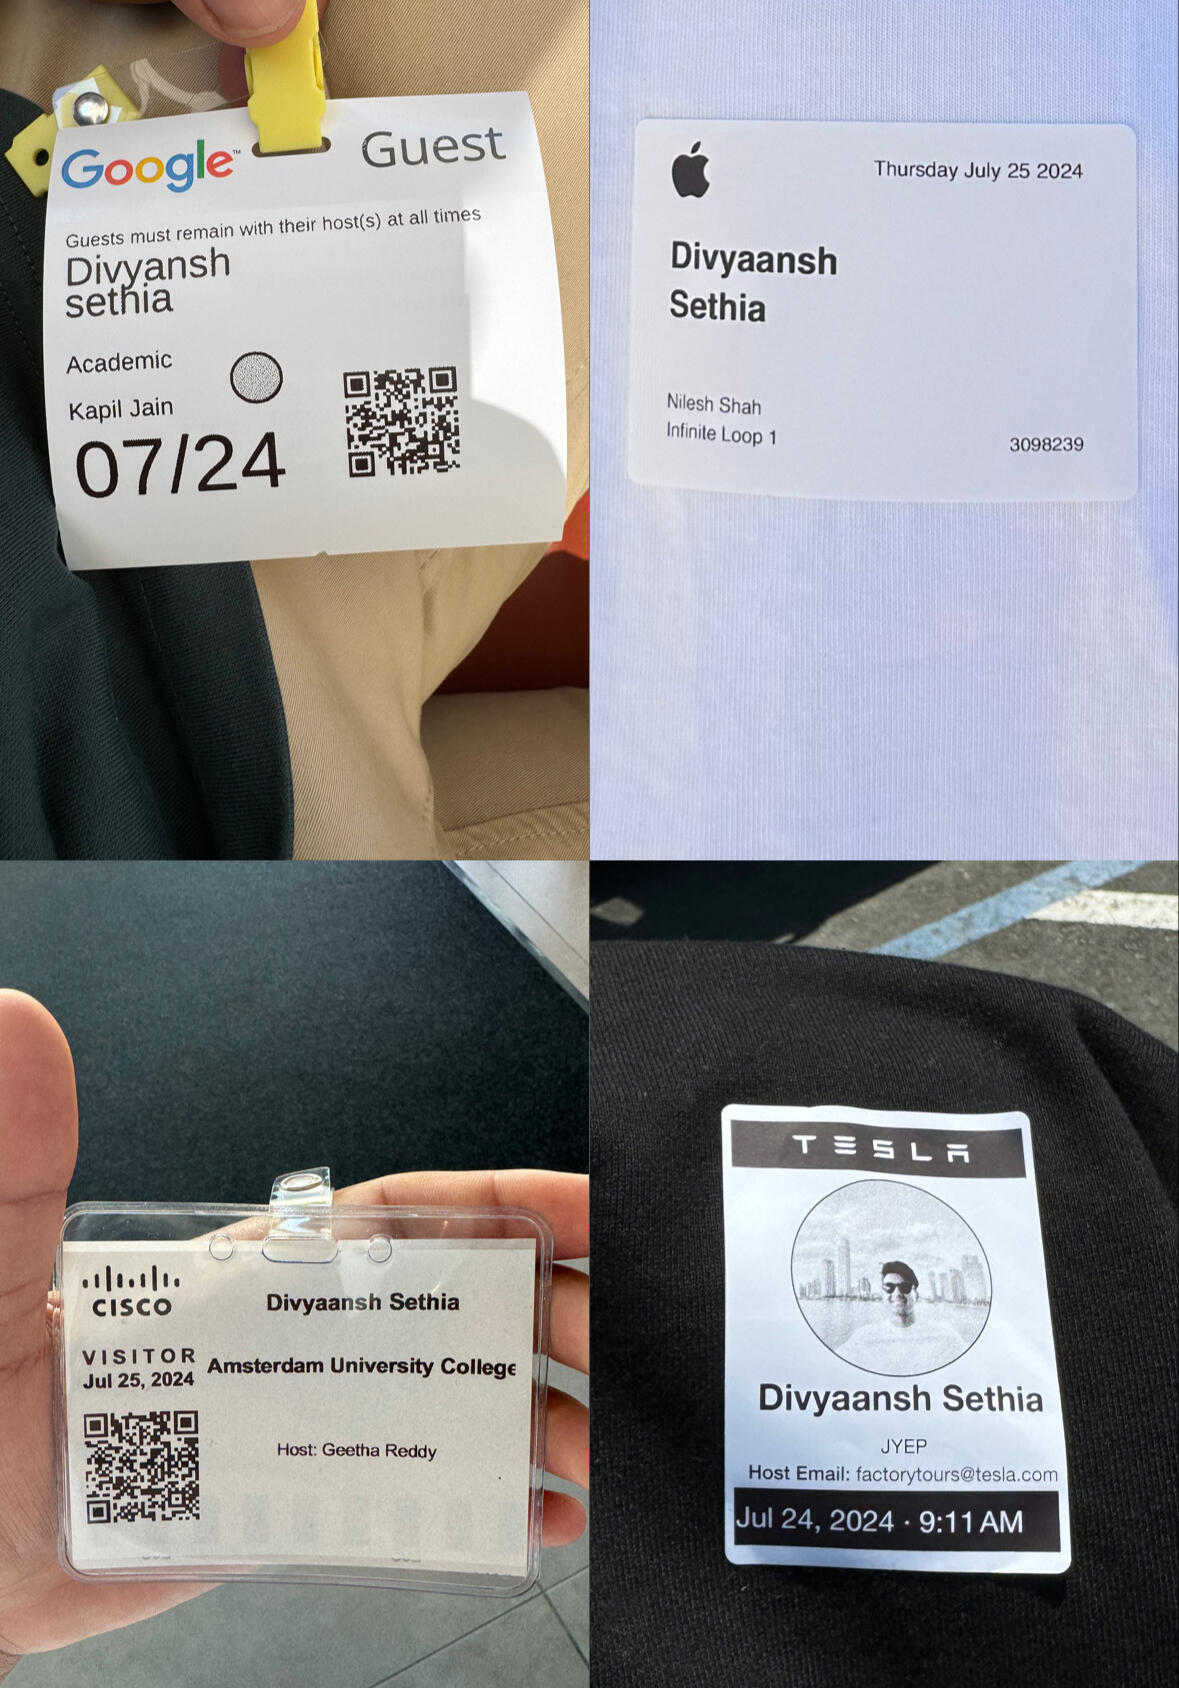 Google™ Guest
Guests must remain with their host(s) at all times
Divyansh
sethia
Academic
Kapil Jain
07/24
Thursday July 25 2024
Divyaansh
Sethia
Nilesh Shah
Infinite Loop 1
3098239
CISCO
VISITOR
Jul 25, 2024
Divyaansh Sethia
Amsterdam University College
Host: Geetha Reddy
TESLA
Divyaansh Sethia
JYEP
Host Email: factorytours@tesla.com
Jul 24, 2024 · 9:11 AM